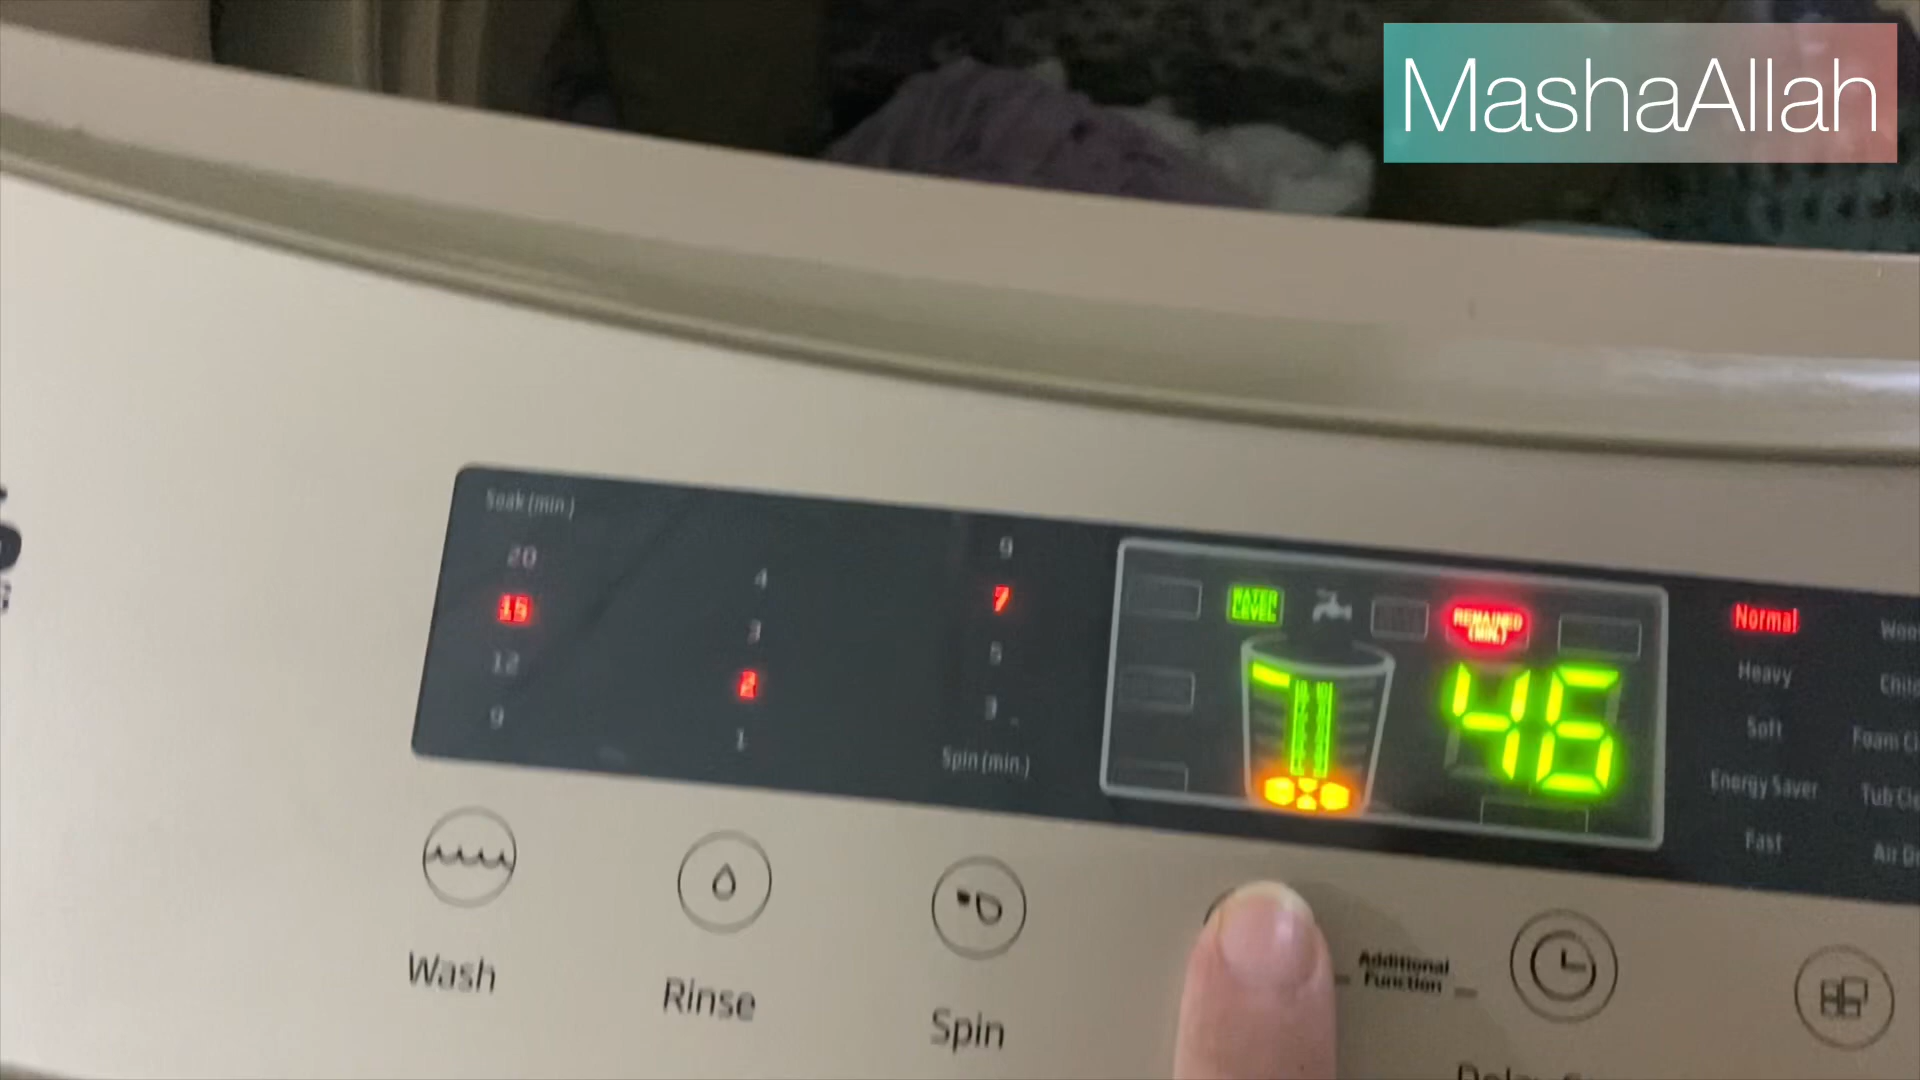 MashaAllah
Soak (min.)
20
15
12
9
4
3
2
1
9
7
5
3
Spin (min.)
WATER
LEVEL
REMAINED
(MIN.)
46
Normal
Heavy
Soft
Energy Saver
Fast
Air
Wash
Rinse
Spin
Additional
Function